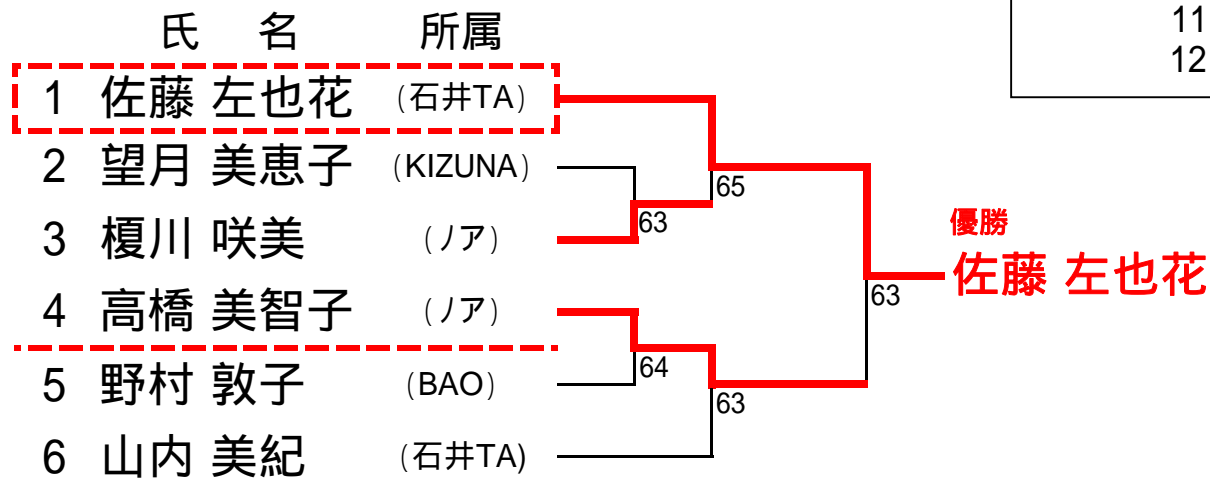 氏 名 所属
1 佐藤 左也花 (石井TA)
2 望月 美恵子 (KIZUNA)
3 榎川 咲美 (ノア)
4 高橋 美智子 (ノア)
5 野村 敦子 (BAO)
6 山内 美紀 (石井TA)
63
65
64
63
63
優勝
佐藤 左也花
11
12